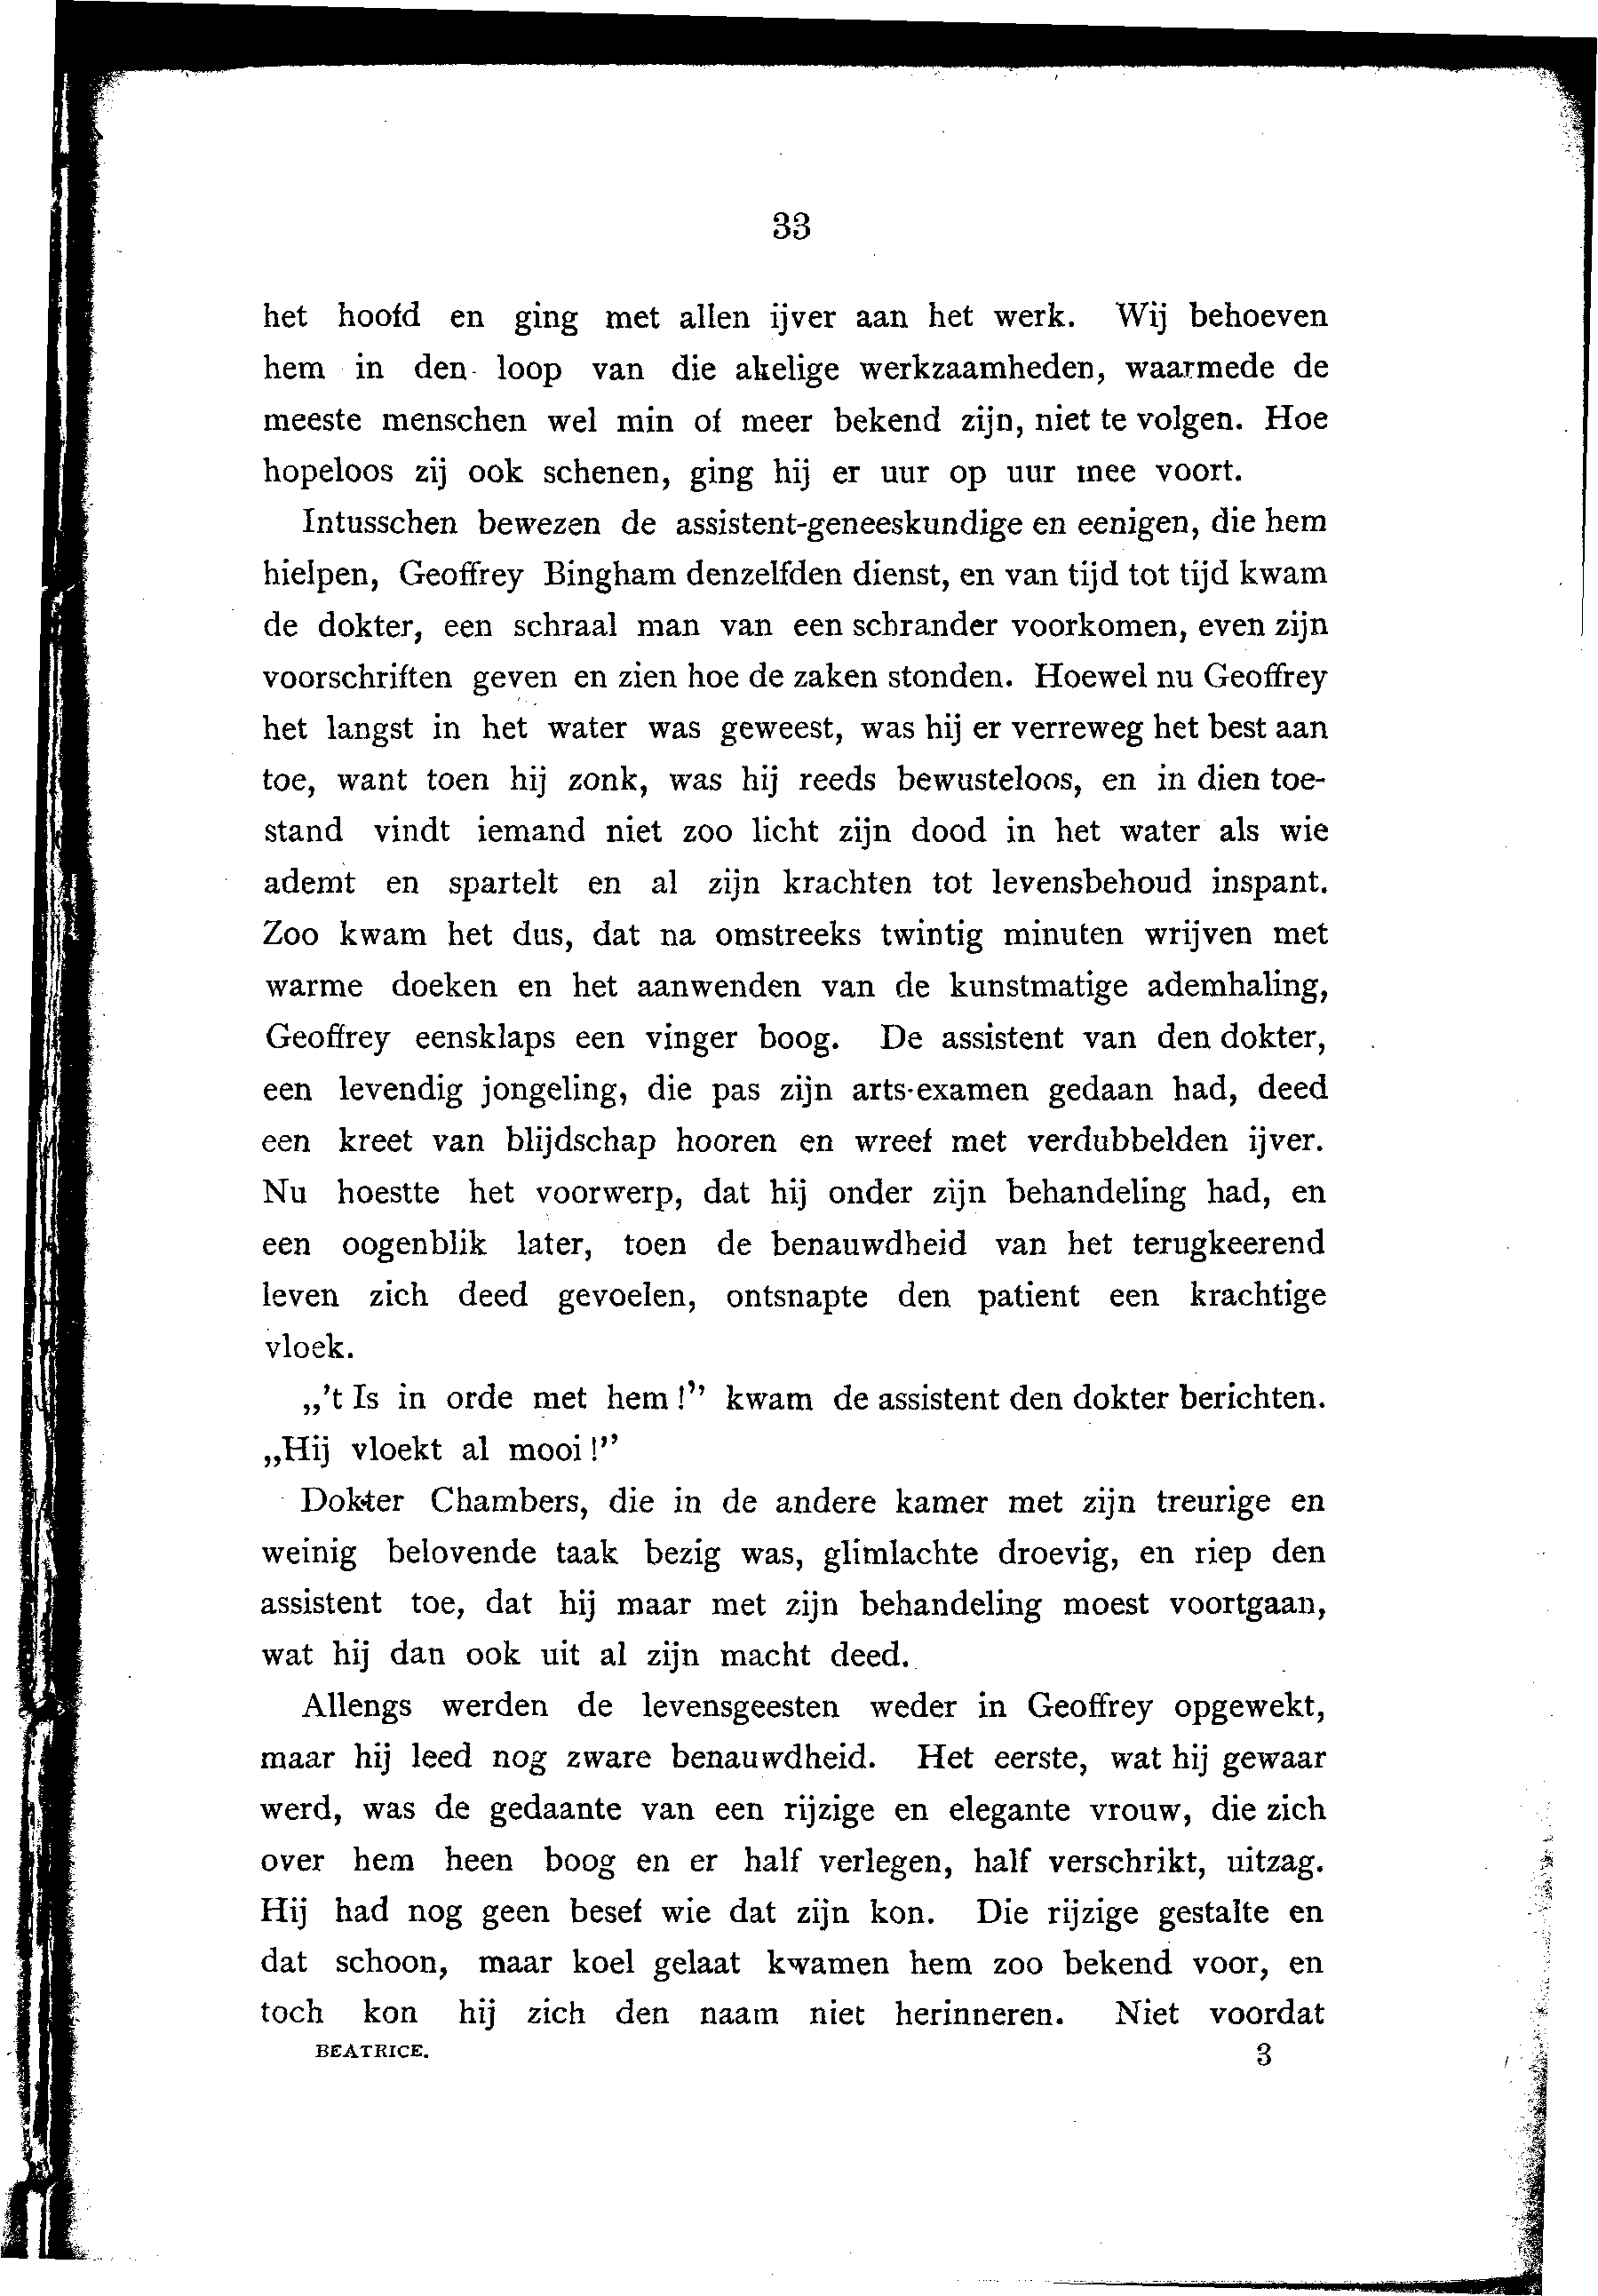 33
het hoofd en ging met allen ijver aan het werk. Wij behoeven
hem in den loop van die akelige werkzaamheden, waarmede de
meeste menschen wel min of meer bekend zijn, niet te volgen. Hoe
hopeloos zij ook schenen, ging hij er uur op uur mee voort.
Intusschen bewezen de assistent-geneeskundige en eenigen, die hem
hielpen, Geoffrey Bingham denzelfden dienst, en van tijd tot tijd kwam
de dokter, een schraal man van een schrander voorkomen, even zijn
voorschriften geven en zien hoe de zaken stonden. Hoewel nu Geoffrey
het langst in het water was geweest, was hij er verreweg het best aan
toe, want toen hij zonk, was hij reeds bewusteloos, en in dien toe-
stand vindt iemand niet zoo licht zijn dood in het water als wie
ademt en spartelt en al zijn krachten tot levensbehoud inspant.
Zoo kwam het dus, dat na omstreeks twintig minuten wrijven met
warme doeken en het aanwenden van de kunstmatige ademhaling,
Geoffrey eensklaps een vinger boog. De assistent van den dokter,
een levendig jongeling, die pas zijn arts-examen gedaan had, deed
een kreet van blijdschap hooren en wreef met verdubbelden ijver.
Nu hoestte het voorwerp, dat hij onder zijn behandeling had, en
een oogenblik later, toen de benauwdheid van het terugkeerend
leven zich deed gevoelen, ontsnapte den patient een krachtige
vloek.
„'t Is in orde met hem!” kwam de assistent den dokter berichten.
„Hij vloekt al mooi!”
Dokter Chambers, die in de andere kamer met zijn treurige en
weinig belovende taak bezig was, glimlachte droevig, en riep den
assistent toe, dat hij maar met zijn behandeling moest voortgaan,
wat hij dan ook uit al zijn macht deed.
Allengs werden de levensgeesten weder in Geoffrey opgewekt,
maar hij leed nog zware benauwdheid. Het eerste, wat hij gewaar
werd, was de gedaante van een rijzige en elegante vrouw, die zich
over hem heen boog en er half verlegen, half verschrikt, uitzag.
Hij had nog geen besef wie dat zijn kon. Die rijzige gestalte en
dat schoon, maar koel gelaat kwamen hem zoo bekend voor, en
toch kon hij zich den naam niet herinneren. Niet voordat
BEATRICE. 3